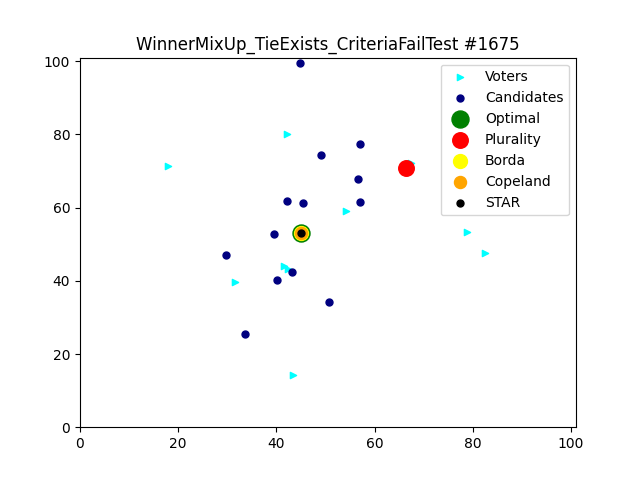 WinnerMixUp_TieExists_CriteriaFailTest #1675
Voters
Candidates
Optimal
Plurality
Borda
Copeland
STAR
100
80
60
40
20
0
0 20 40 60 80 100